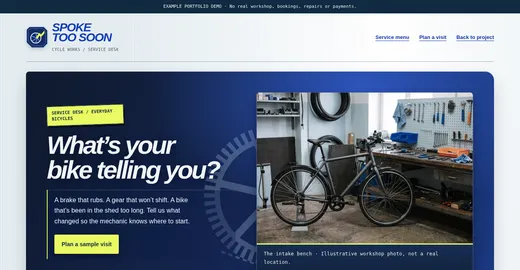 EXAMPLE PORTFOLIO DEMO · No real workshop, bookings, repairs or payments.
SPOKE
TOO SOON
CYCLE WORKS / SERVICE DESK
Service menu
Plan a visit
Back to project
SERVICE DESK / EVERYDAY
BICYCLES
What's your
bike telling you?
A brake that rubs. A gear that won't shift. A bike
that's been in the shed too long. Tell us what
changed so the mechanic knows where to start.
Plan a sample visit
The intake bench · Illustrative workshop photo, not a real
location.